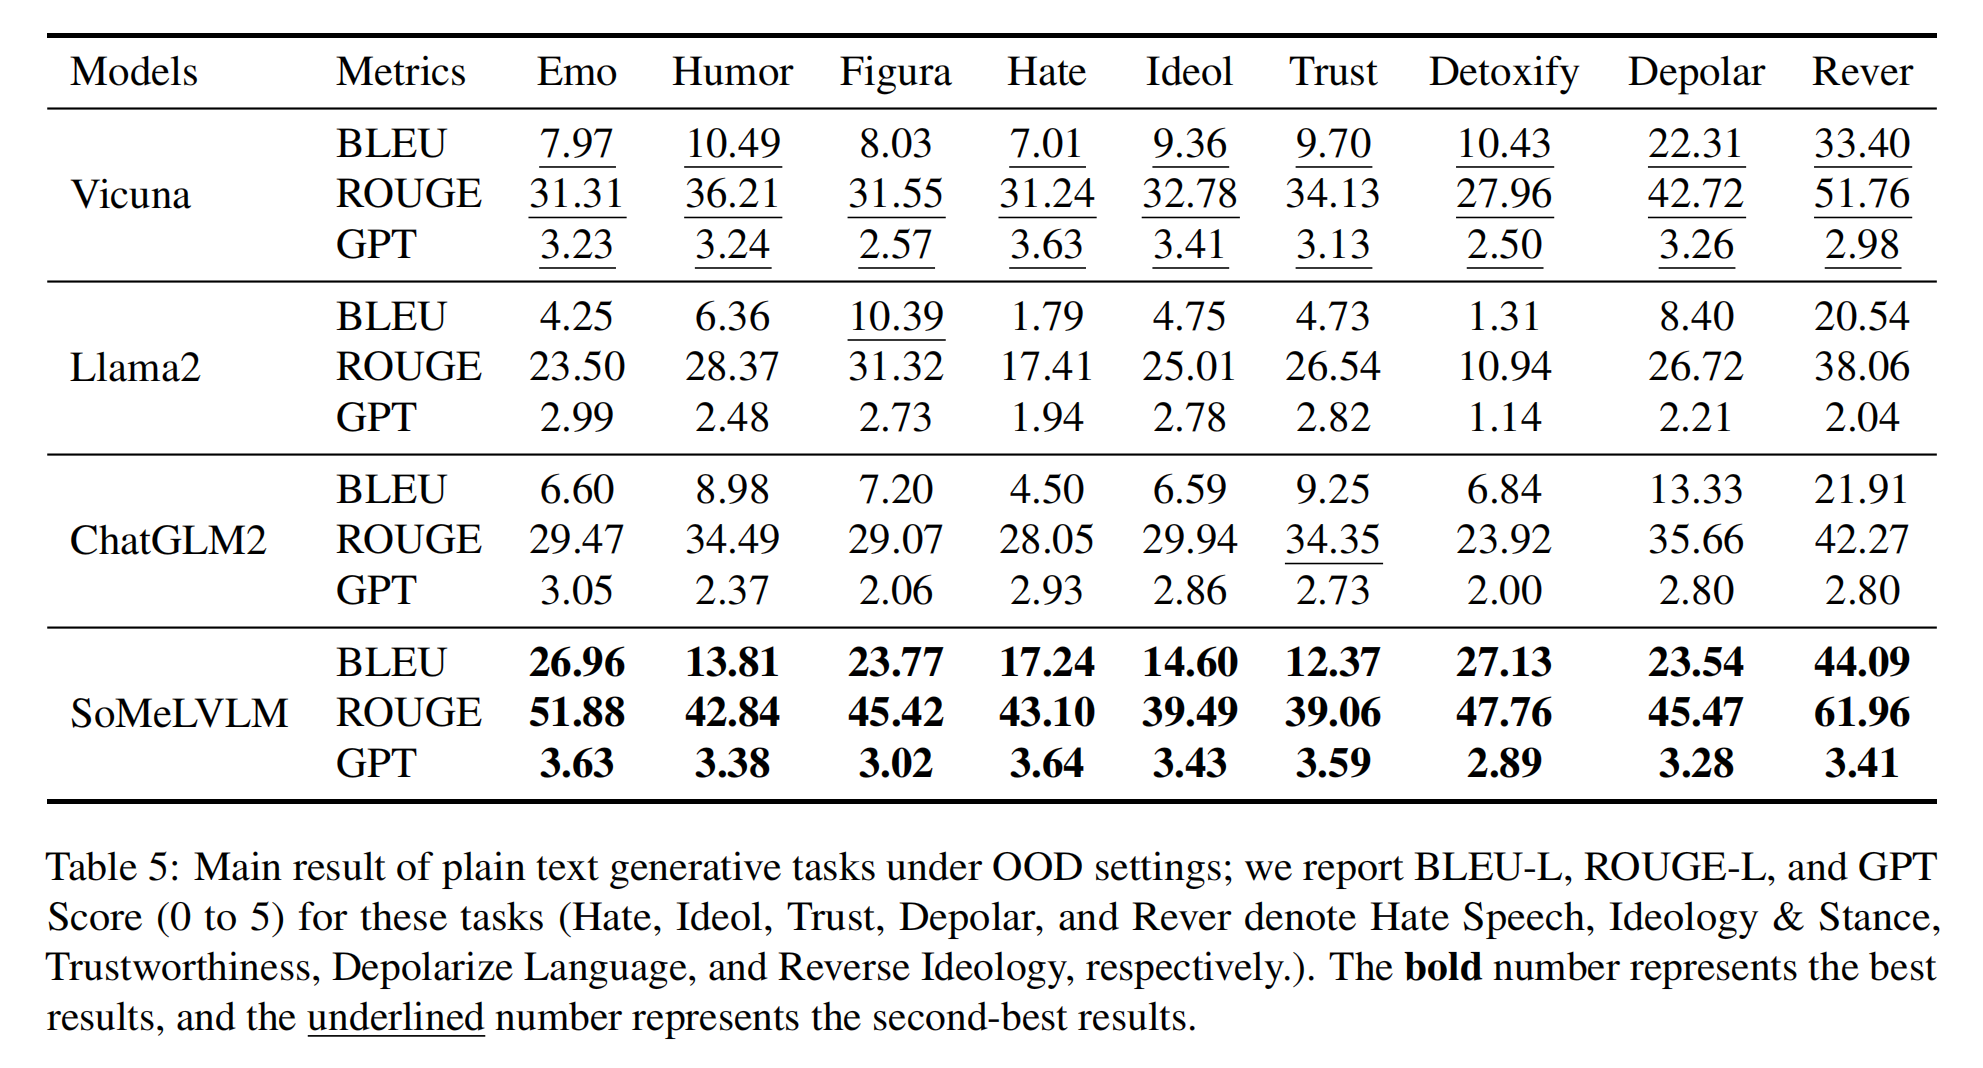 Models Metrics Emo Humor Figura Hate Ideol Trust Detoxify Depolar Rever
BLEU 7.97 10.49 8.03 7.01 9.36 9.70 10.43 22.31 33.40
Vicuna ROUGE 31.31 36.21 31.55 31.24 32.78 34.13 27.96 42.72 51.76
GPT 3.23 3.24 2.57 3.63 3.41 3.13 2.50 3.26 2.98
BLEU 4.25 6.36 10.39 1.79 4.75 4.73 1.31 8.40 20.54
Llama2 ROUGE 23.50 28.37 31.32 17.41 25.01 26.54 10.94 26.72 38.06
GPT 2.99 2.48 2.73 1.94 2.78 2.82 1.14 2.21 2.04
BLEU 6.60 8.98 7.20 4.50 6.59 9.25 6.84 13.33 21.91
ChatGLM2 ROUGE 29.47 34.49 29.07 28.05 29.94 34.35 23.92 35.66 42.27
GPT 3.05 2.37 2.06 2.93 2.86 2.73 2.00 2.80 2.80
BLEU 26.96 13.81 23.77 17.24 14.60 12.37 27.13 23.54 44.09
SoMeLVLM ROUGE 51.88 42.84 45.42 43.10 39.49 39.06 47.76 45.47 61.96
GPT 3.63 3.38 3.02 3.64 3.43 3.59 2.89 3.28 3.41
Table 5: Main result of plain text generative tasks under OOD settings; we report BLEU-L, ROUGE-L, and GPT
Score (0 to 5) for these tasks (Hate, Ideol, Trust, Depolar, and Rever denote Hate Speech, Ideology & Stance,
Trustworthiness, Depolarize Language, and Reverse Ideology, respectively.). The bold number represents the best
results, and the underlined number represents the second-best results.